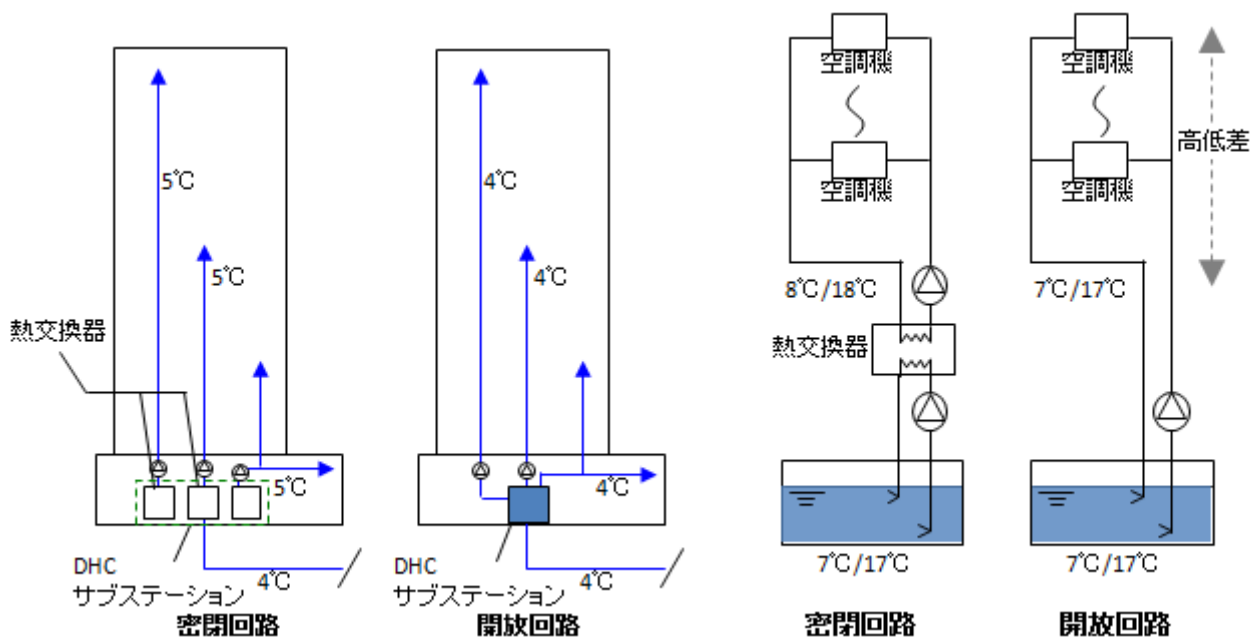 5℃
5℃
熱交換器
5℃
4℃
DHC
サブステーション
密閉回路
4℃
4℃
4℃
4℃
DHC
サブステーション
開放回路
空調機
空調機
8℃/18℃
熱交換器
7℃/17℃
密閉回路
空調機
空調機
高低差
7℃/17℃
7℃/17℃
開放回路